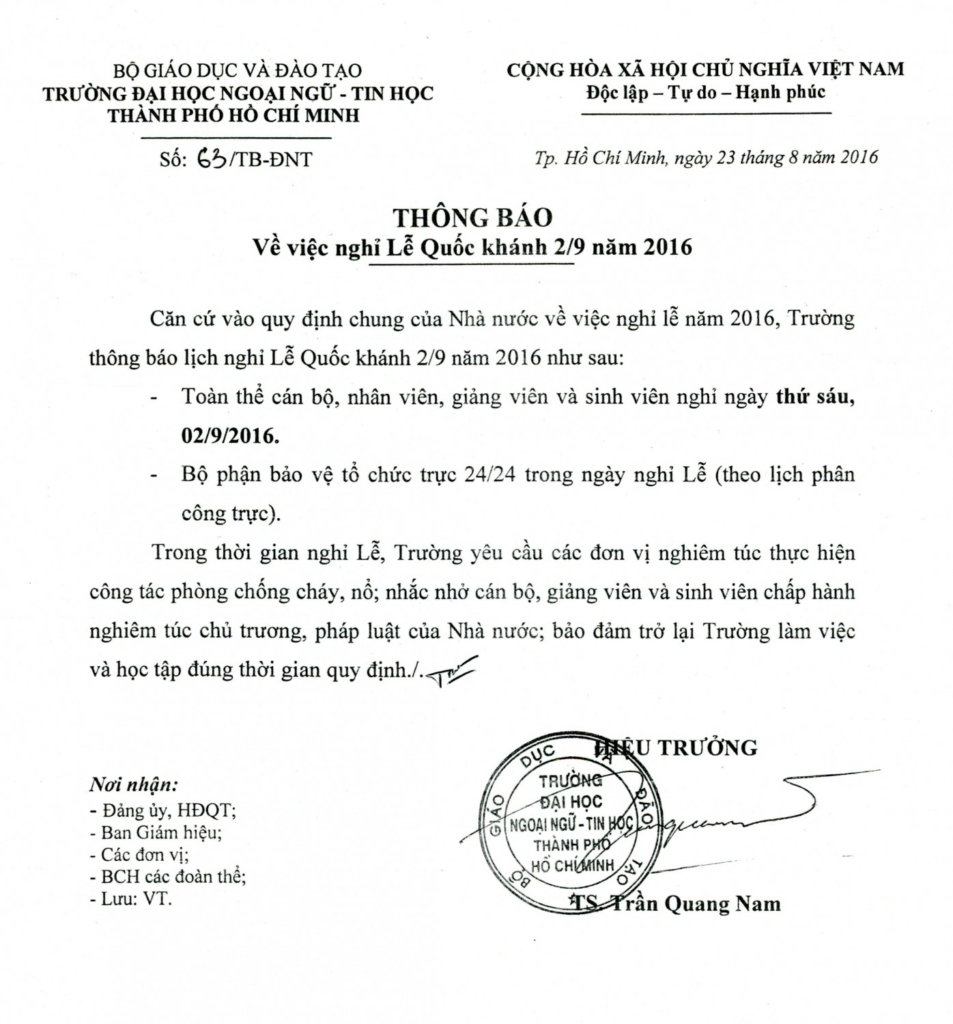 BỘ GIÁO DỤC VÀ ĐÀO TẠO
TRƯỜNG ĐẠI HỌC NGOẠI NGỮ - TIN HỌC
THÀNH PHỐ HỒ CHÍ MINH
Số: 63/TB-ĐNT
CỘNG HÒA XÃ HỘI CHỦ NGHĨA VIỆT NAM
Độc lập – Tự do – Hạnh phúc
Tp. Hồ Chí Minh, ngày 23 tháng 8 năm 2016
THÔNG BÁO
Về việc nghỉ Lễ Quốc khánh 2/9 năm 2016
Căn cứ vào quy định chung của Nhà nước về việc nghỉ lễ năm 2016, Trường
thông báo lịch nghỉ Lễ Quốc khánh 2/9 năm 2016 như sau:
- Toàn thể cán bộ, nhân viên, giảng viên và sinh viên nghỉ ngày thứ sáu,
02/9/2016.
- Bộ phận bảo vệ tổ chức trực 24/24 trong ngày nghỉ Lễ (theo lịch phân
công trực).
Trong thời gian nghỉ Lễ, Trường yêu cầu các đơn vị nghiêm túc thực hiện
công tác phòng chống cháy, nổ; nhắc nhở cán bộ, giảng viên và sinh viên chấp hành
nghiêm túc chủ trương, pháp luật của Nhà nước; bảo đảm trở lại Trường làm việc
và học tập đúng thời gian quy định./.
Nơi nhận:
- Đảng ủy, HĐQT;
- Ban Giám hiệu;
- Các đơn vị;
- BCH các đoàn thể;
- Lưu: VT.
HIỆU TRƯỞNG
BỘ GIÁO DỤC VÀ ĐÀO TẠO
TRƯỜNG
ĐẠI HỌC
NGOẠI NGỮ - TIN HỌC
THÀNH PHỐ
HỒ CHÍ MINH
TS. Trần Quang Nam